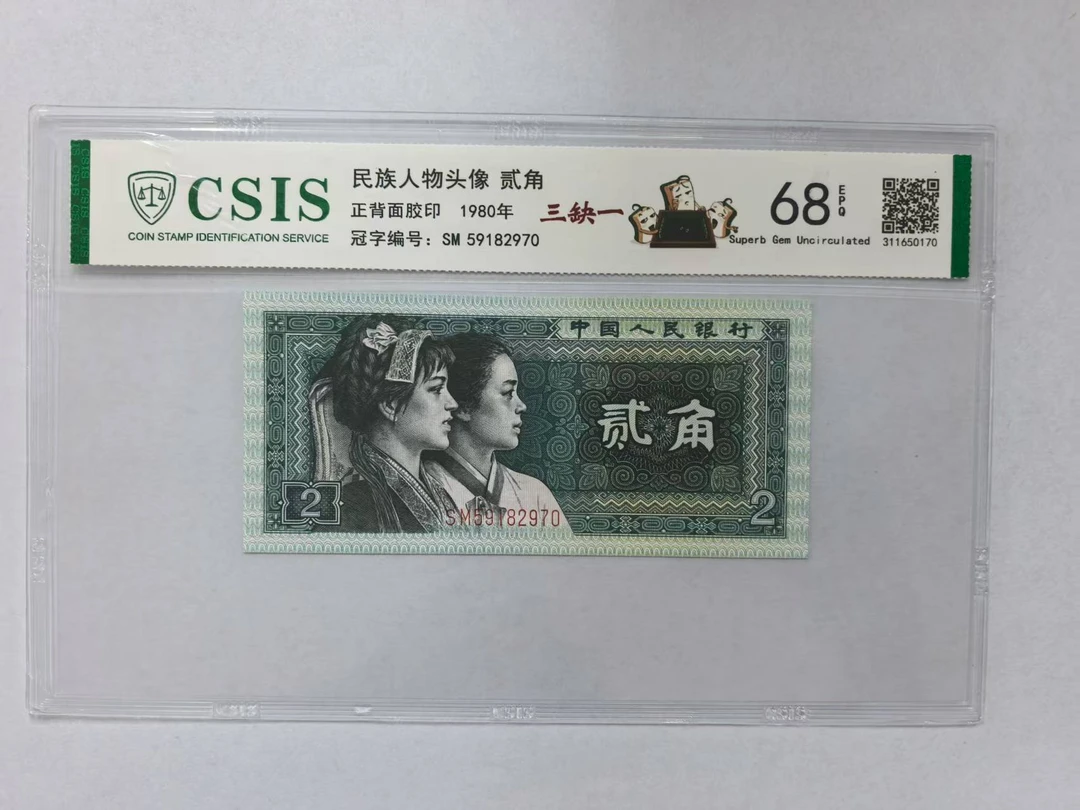 CSIS
COIN STAMP IDENTIFICATION SERVICE
民族人物头像 贰角
正背面胶印 1980年
冠字编号：SM 59182970
三缺一
68
EPQ
Superb Gem Uncirculated
311650170
中国人民银行
贰角
2
2
SM59182970